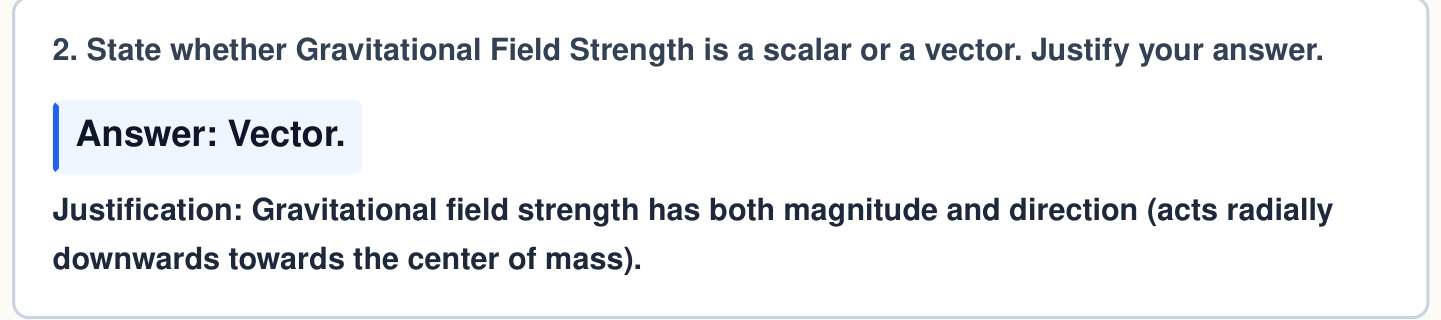 2. State whether Gravitational Field Strength is a scalar or a vector. Justify your answer.
Answer: Vector.
Justification: Gravitational field strength has both magnitude and direction (acts radially
downwards towards the center of mass).